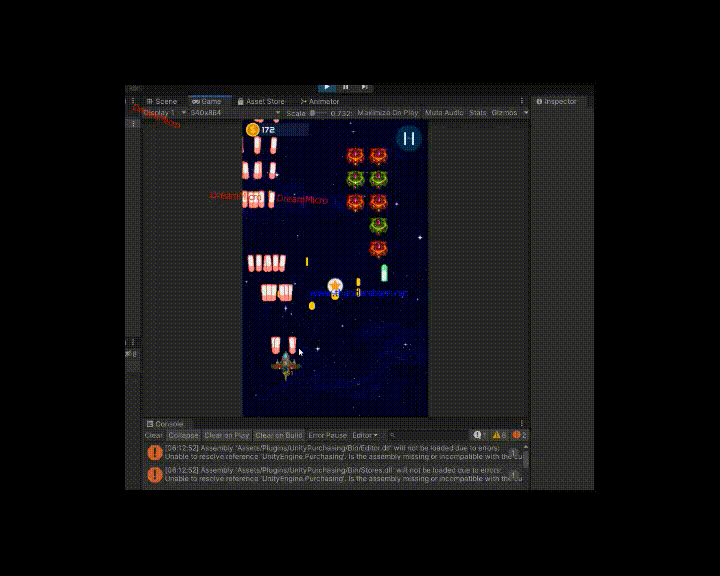 Scene Game Asset Store Animator Inspector
Display 1 540x884 Scale 0.732 Maximize On Play Mute Audio Stats Gizmos
172
DreamMicro
Console
Clear Collapse Clear on Play Clear on Build Error Pause Editor
[06:12:52] Assembly 'Assets/Plugins/UnityPurchasing/Bin/Editor.dll' will not be loaded due to errors:
Unable to resolve reference 'UnityEngine.Purchasing'. Is the assembly missing or incompatible with the cu
[06:12:52] Assembly 'Assets/Plugins/UnityPurchasing/Bin/Stores.dll' will not be loaded due to errors:
Unable to resolve reference 'UnityEngine.Purchasing'. Is the assembly missing or incompatible with the cu